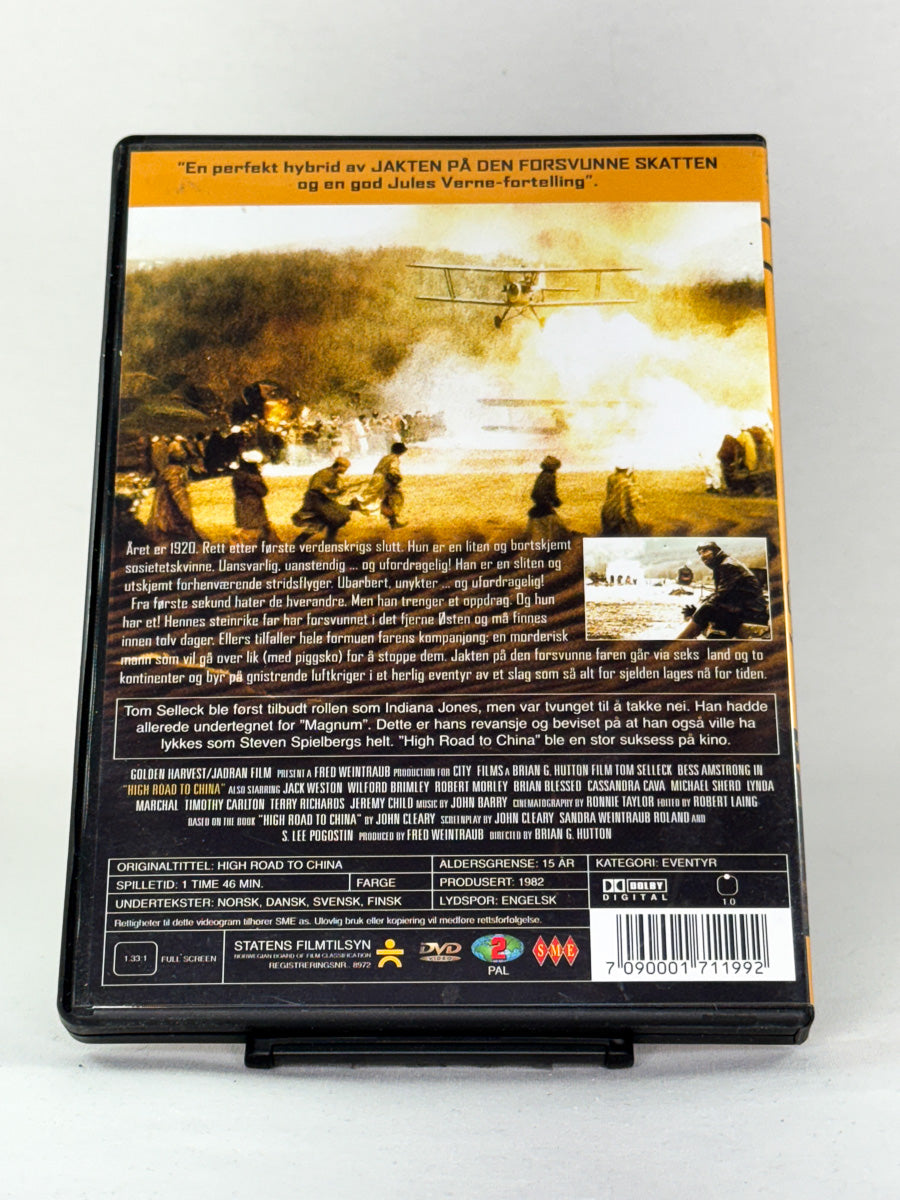 "En perfekt hybrid av JAKTEN PÅ DEN FORSVUNNE SKATTEN
og en god Jules Verne-fortelling".
Året er 1920. Rett etter første verdenskrigs slutt. Hun er en liten og bortskjemt
sosietetskvinne. Uansvarlig, uanstendig ... og ufordragelig! Han er en sliten og
utskjemt forhenværende stridsflyger. Ubarbert, unykter ... og ufordragelig!
Fra første sekund hater de hverandre. Men han trenger et oppdrag. Og hun
har et! Hennes steinrike far har forsvunnet i det fjerne Østen og må finnes
innen tolv dager. Ellers tilfaller hele formuen farens kompanjong; en morderisk
mann som vil gå over lik (med piggsko) for å stoppe dem. Jakten på den forsvunne faren går via seks land og to
kontinenter og byr på gnistrende luftkriger i et herlig eventyr av et slag som så alt for sjelden lages nå for tiden.
Tom Selleck ble først tilbudt rollen som Indiana Jones, men var tvunget til å takke nei. Han hadde
allerede undertegnet for "Magnum". Dette er hans revansje og beviset på at han også ville ha
lykkes som Steven Spielbergs helt. "High Road to China" ble en stor suksess på kino.
GOLDEN HARVEST/JADRAN FILM PRESENT A FRED WEINTRAUB PRODUCTION FOR CITY FILMS A BRIAN G. HUTTON FILM TOM SELLECK BESS AMSTRONG IN
"HIGH ROAD TO CHINA" ALSO STARRING JACK WESTON WILFORD BRIMLEY ROBERT MORLEY BRIAN BLESSED CASSANDRA CAVA MICHAEL SHERD LYNDA
MARCHAL TIMOTHY CARLTON TERRY RICHARDS JEREMY CHILD MUSIC BY JOHN BARRY CINEMATOGRAPHY BY RONNIE TAYLOR EDITED BY ROBERT LAING
BASED ON THE BOOK "HIGH ROAD TO CHINA" BY JOHN CLEARY SCREENPLAY BY JOHN CLEARY SANDRA WEINTRAUB ROLAND AND
S. LEE POGOSTIN PRODUCED BY FRED WEINTRAUB DIRECTED BY BRIAN G. HUTTON
ORIGINALTITTEL: HIGH ROAD TO CHINA
ALDERSGRENSE: 15 ÅR
KATEGORI: EVENTYR
SPILLETID: 1 TIME 46 MIN.
FARGE
PRODUSERT: 1982
UNDERTEKSTER: NORSK, DANSK, SVENSK, FINSK
LYDSPOR: ENGELSK
DOLBY
DIGITAL
1.0
Rettigheter til dette videogram tilhører SME as. Ulovlig bruk eller kopiering vil medføre rettsforfølgelse.
1.33:1
FULL SCREEN
STATENS FILMTILSYN
NORWEGIAN BOARD OF FILM CLASSIFICATION
REGISTRERINGSNR. 8972
DVD
VIDEO
2
PAL
SME
7 090001 711992